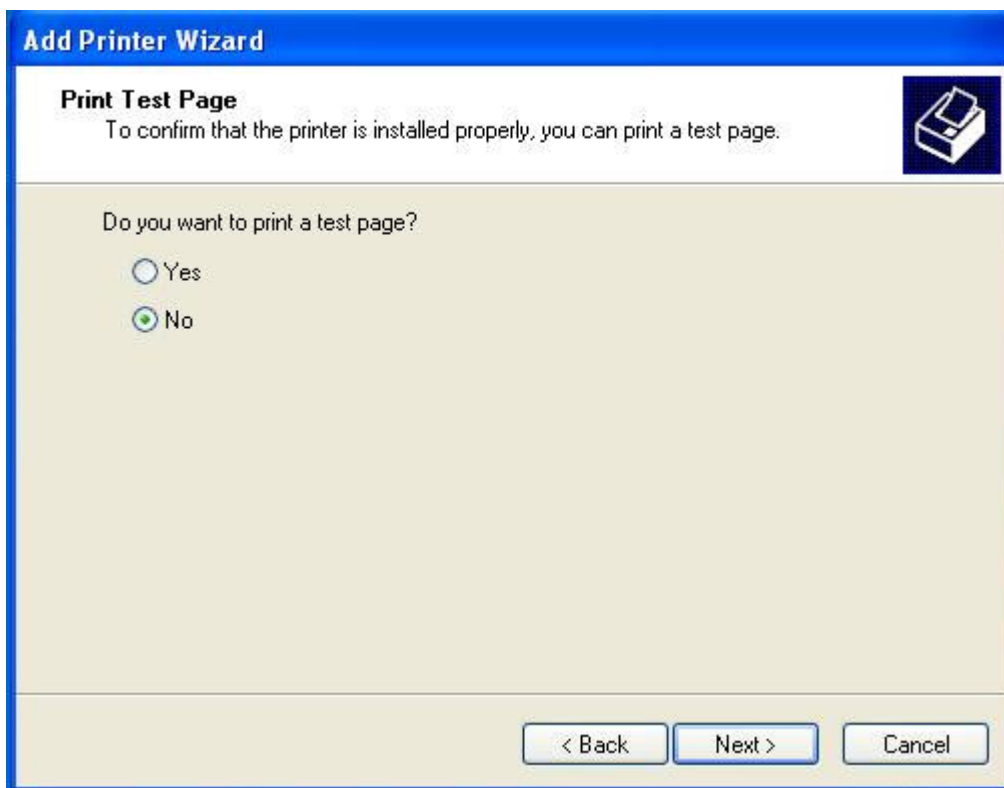 Add Printer Wizard
Print Test Page
To confirm that the printer is installed properly, you can print a test page.
Do you want to print a test page?
Yes
No
< Back Next > Cancel